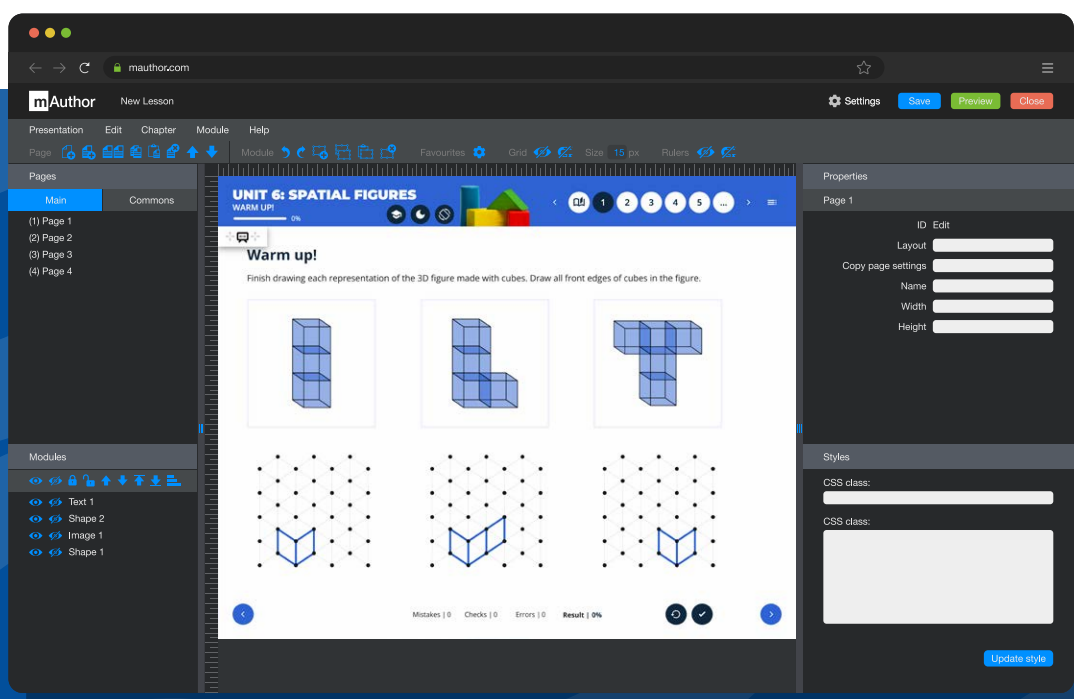 mauthor.com
mAuthor New Lesson Settings Save Preview Close
Presentation Edit Chapter Module Help
Page Module Favourites Grid Size 15 px Rulers
Pages
Main Commons
(1) Page 1
(2) Page 2
(3) Page 3
(4) Page 4
Modules
Text 1
Shape 2
Image 1
Shape 1
UNIT 6: SPATIAL FIGURES
WARM UP!
0%
1 2 3 4 5 ...
Warm up!
Finish drawing each representation of the 3D figure made with cubes. Draw all front edges of cubes in the figure.
Mistakes | 0 Checks | 0 Errors | 0 Result | 0%
Properties
Page 1
ID Edit
Layout
Copy page settings
Name
Width
Height
Styles
CSS class:
CSS class:
Update style